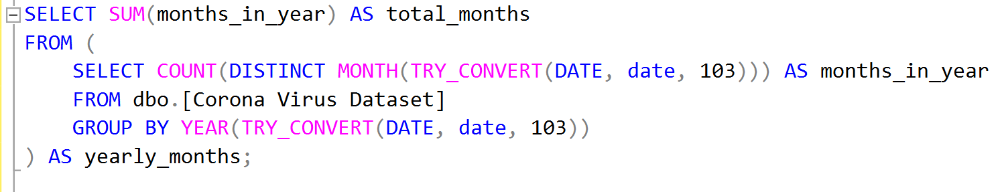 SELECT SUM(months_in_year) AS total_months
FROM (
    SELECT COUNT(DISTINCT MONTH(TRY_CONVERT(DATE, date, 103))) AS months_in_year
    FROM dbo.[Corona Virus Dataset]
    GROUP BY YEAR(TRY_CONVERT(DATE, date, 103))
) AS yearly_months;